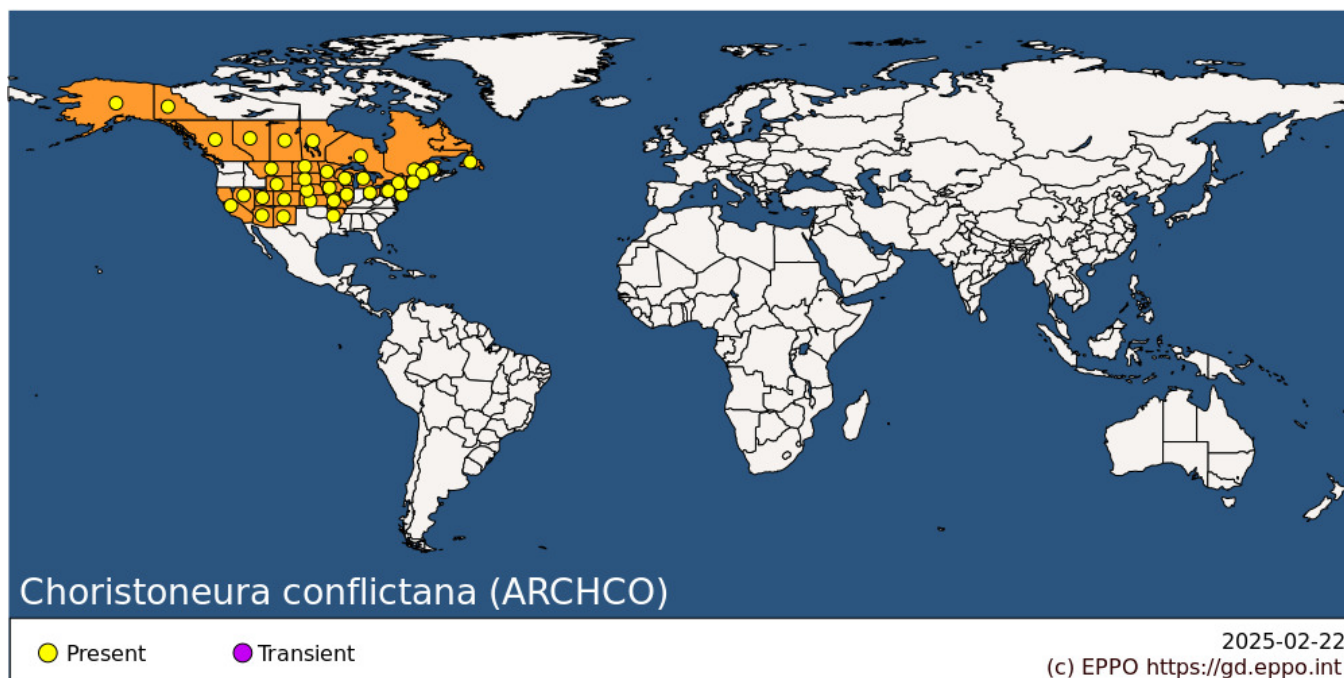 Choristoneura conflictana (ARCHCO)
Present
Transient
2025-02-22
(c) EPPO https://gd.eppo.int